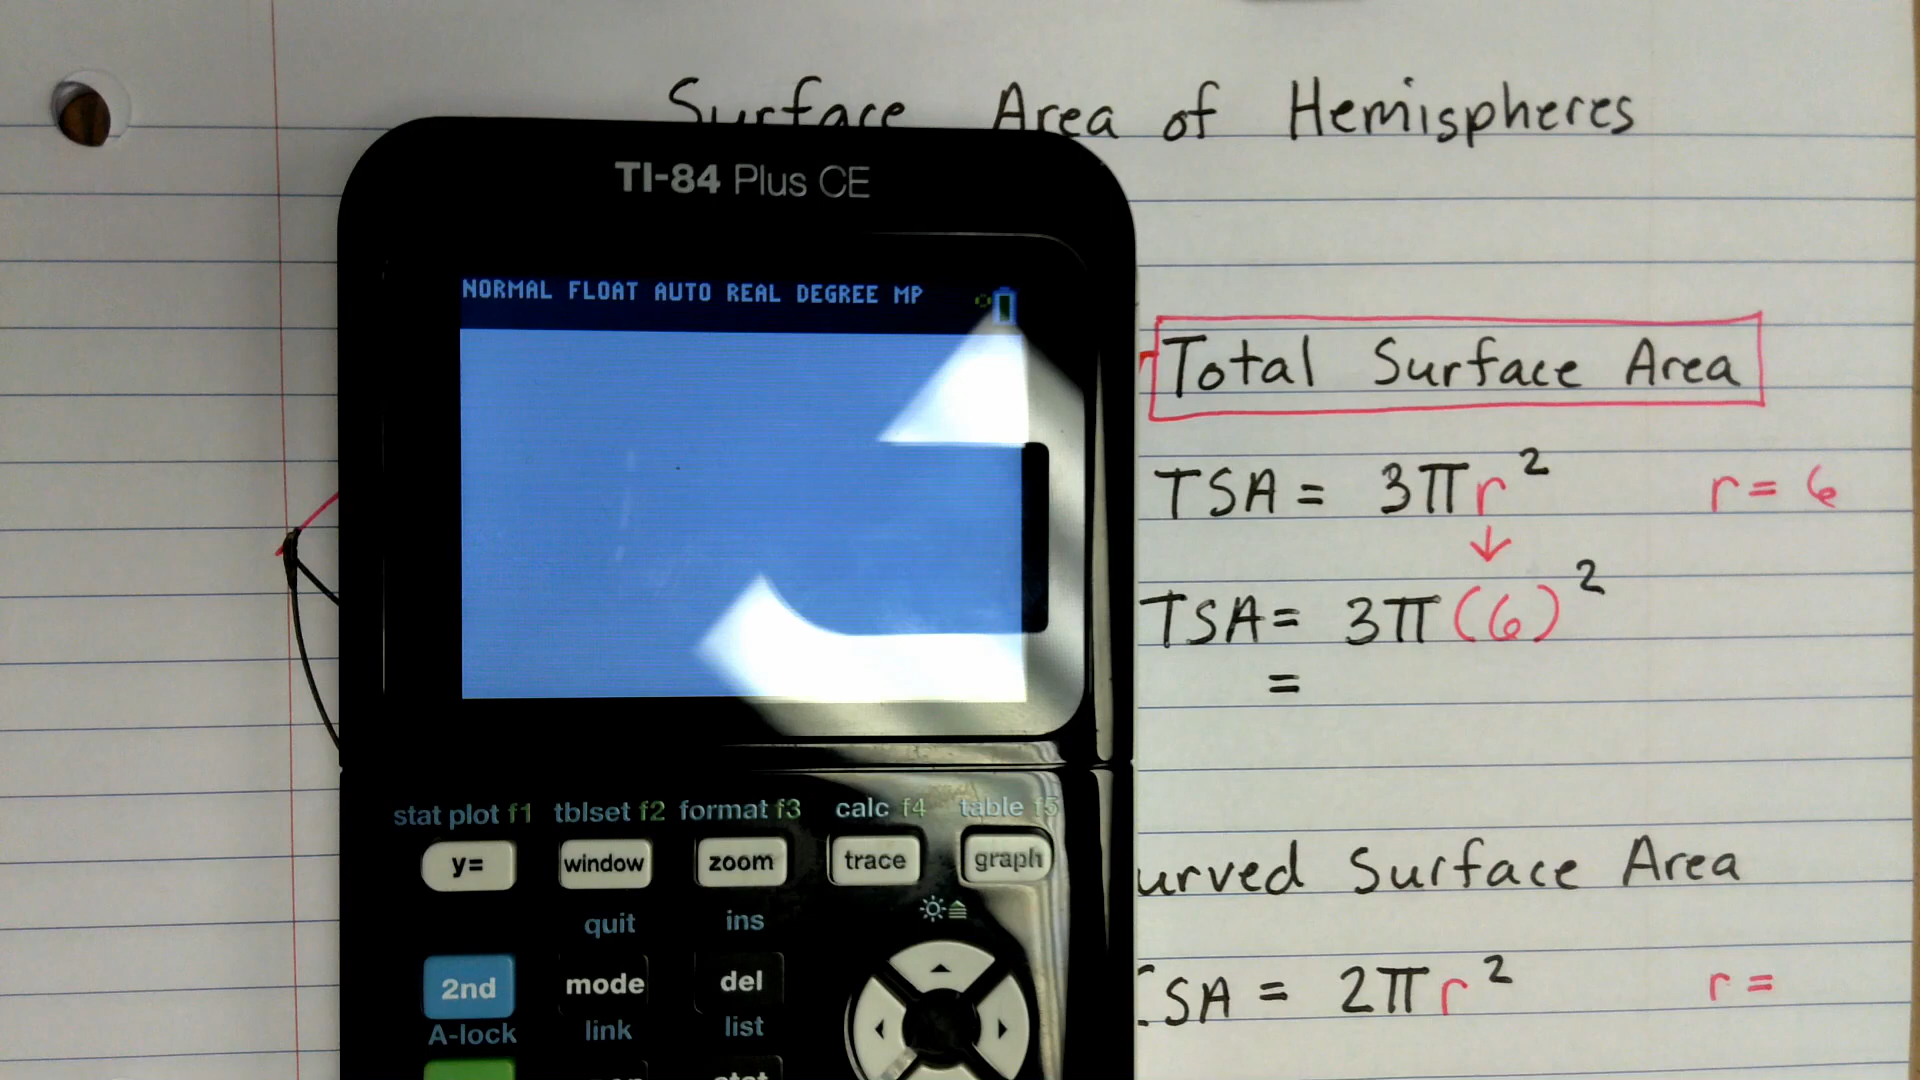 Surface Area of Hemispheres
TI-84 Plus CE
NORMAL FLOAT AUTO REAL DEGREE MP
Total Surface Area
TSA = 3πr² r = 6
↓
TSA = 3π(6)²
=
stat plot f1 tblset f2 format f3 calc f4 table f5
y= window zoom trace graph
urved Surface Area
quit ins
2nd mode del
SA = 2πr² r =
A-lock link list